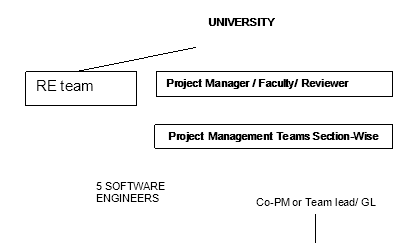 UNIVERSITY
RE team
Project Manager / Faculty/ Reviewer
Project Management Teams Section-Wise
5 SOFTWARE
ENGINEERS
Co-PM or Team lead/ GL